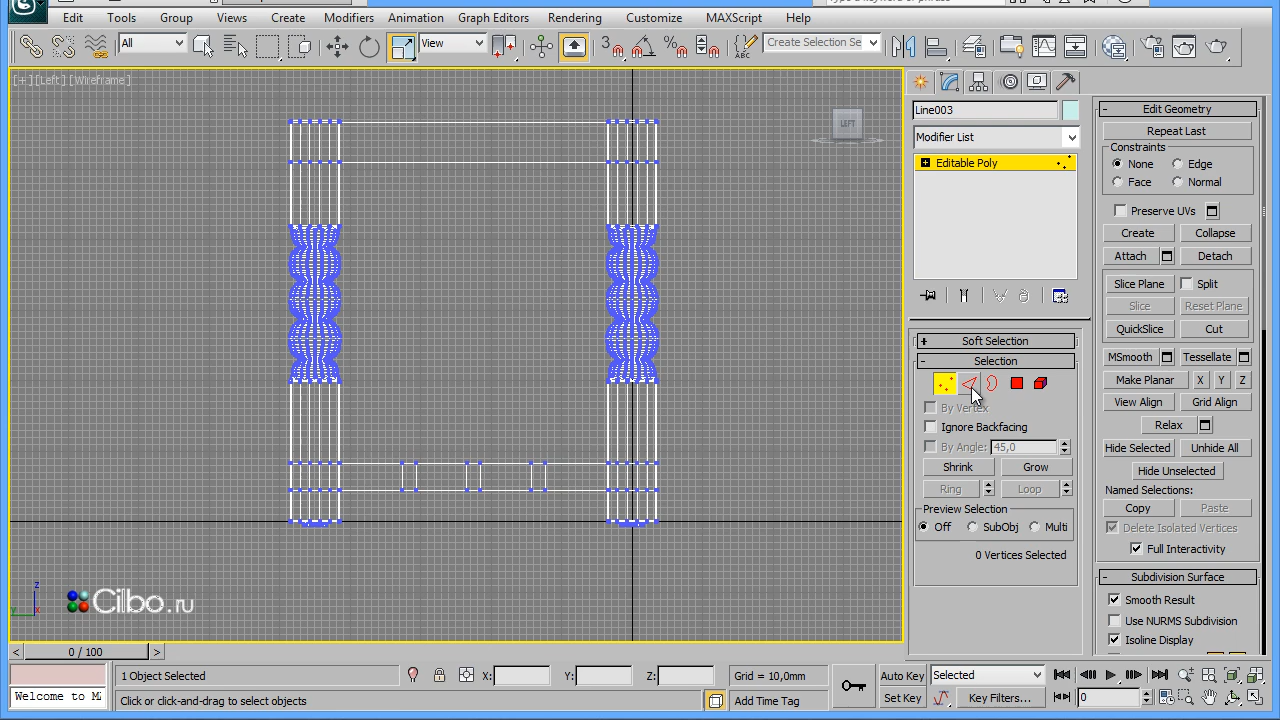 Edit Tools Group Views Create Modifiers Animation Graph Editors Rendering Customize MAXScript Help
All View 3 Create Selection Se
[+][Left][Wireframe]
LEFT
Line003
Modifier List
Editable Poly
Soft Selection
Selection
By Vertex
Ignore Backfacing
By Angle: 45,0
Shrink Grow
Ring Loop
Preview Selection
Off SubObj Multi
0 Vertices Selected
Edit Geometry
Repeat Last
Constraints
None Edge
Face Normal
Preserve UVs
Create Collapse
Attach Detach
Slice Plane Split
Slice Reset Plane
QuickSlice Cut
MSmooth Tessellate
Make Planar X Y Z
View Align Grid Align
Relax
Hide Selected Unhide All
Hide Unselected
Named Selections:
Copy Paste
Delete Isolated Vertices
Full Interactivity
Subdivision Surface
Smooth Result
Use NURMS Subdivision
Isoline Display
z
y x
Cilbo.ru
< 0 / 100 >
1 Object Selected X: Y: Z: Grid = 10,0mm Auto Key Selected
Welcome to Click or click-and-drag to select objects Add Time Tag Set Key Key Filters... 0